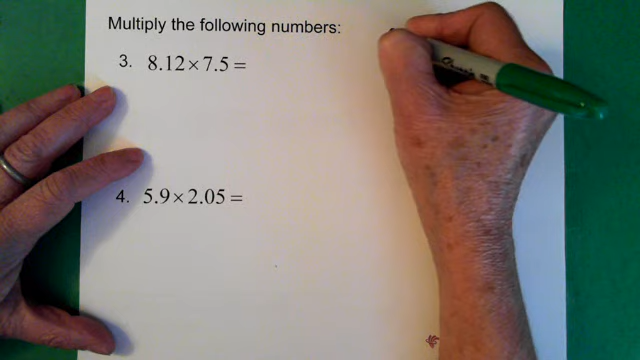 Multiply the following numbers:
3. 8.12 × 7.5 =
4. 5.9 × 2.05 =